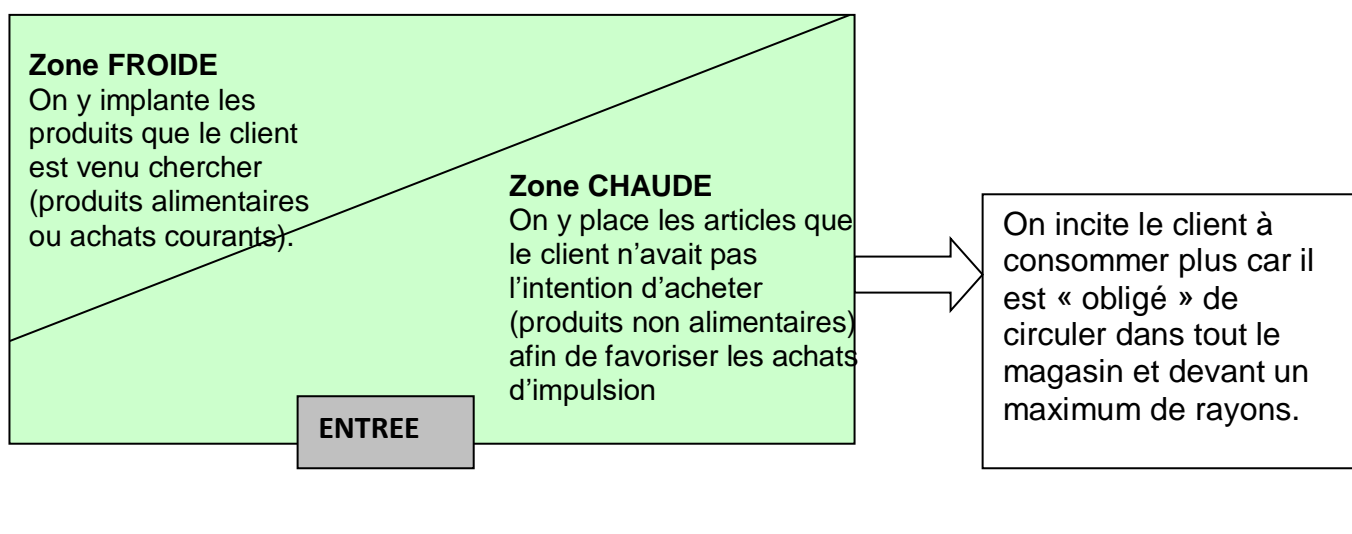 Zone FROIDE
On y implante les
produits que le client
est venu chercher
(produits alimentaires
ou achats courants).
Zone CHAUDE
On y place les articles que
le client n’avait pas
l’intention d’acheter
(produits non alimentaires)
afin de favoriser les achats
d’impulsion
ENTREE
On incite le client à
consommer plus car il
est « obligé » de
circuler dans tout le
magasin et devant un
maximum de rayons.